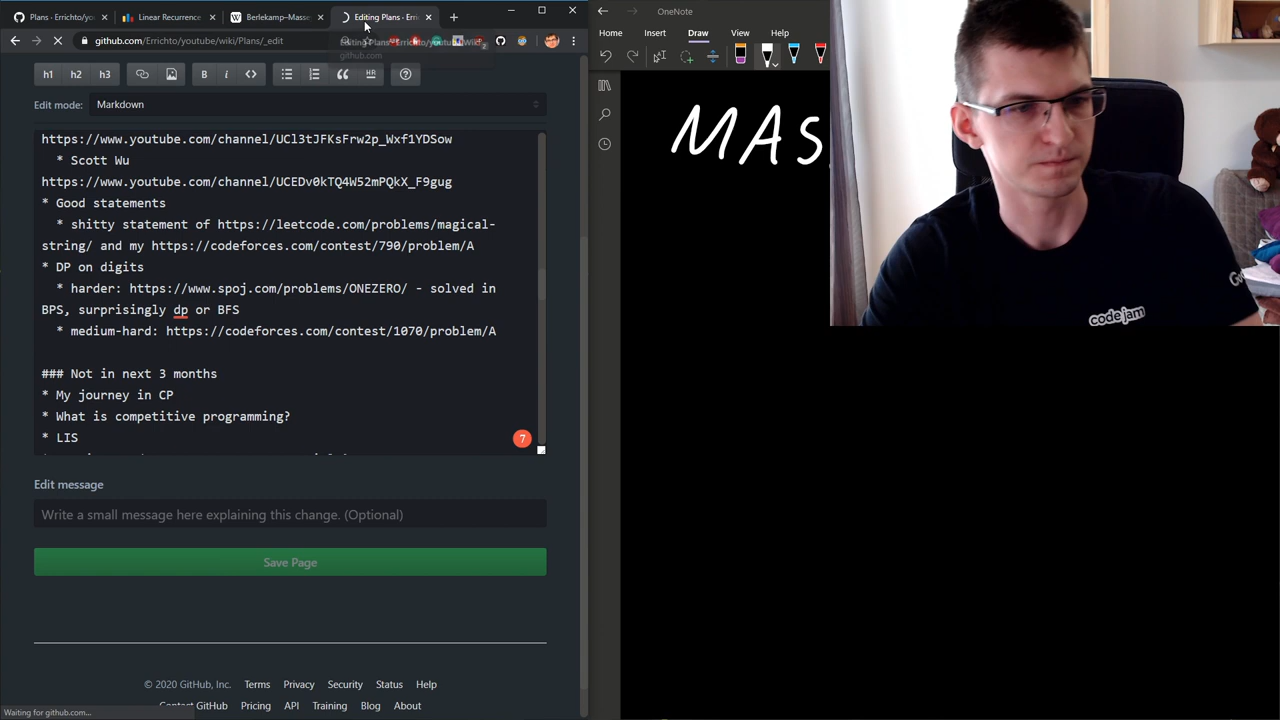 Plans · Errichto/yo
Linear Recurrence
Berlekamp–Masse
Editing Plans · Erri
OneNote
github.com/Errichto/youtube/wiki/Plans/_edit
Home
Insert
Draw
View
Help
github.com
h1
h2
h3
B
i
HR
Edit mode:
Markdown
MAS
https://www.youtube.com/channel/UCl3tJFKsFrw2p_Wxf1YDSow
* Scott Wu
https://www.youtube.com/channel/UCEDv0kTQ4W52mPQkX_F9gug
* Good statements
* shitty statement of https://leetcode.com/problems/magical-
string/ and my https://codeforces.com/contest/790/problem/A
* DP on digits
* harder: https://www.spoj.com/problems/ONEZERO/ - solved in
BPS, surprisingly dp or BFS
* medium-hard: https://codeforces.com/contest/1070/problem/A
code jam
### Not in next 3 months
* My journey in CP
* What is competitive programming?
* LIS
7
Edit message
Write a small message here explaining this change. (Optional)
Save Page
© 2020 GitHub, Inc.
Terms
Privacy
Security
Status
Help
Contact GitHub
Pricing
API
Training
Blog
About
Waiting for github.com...